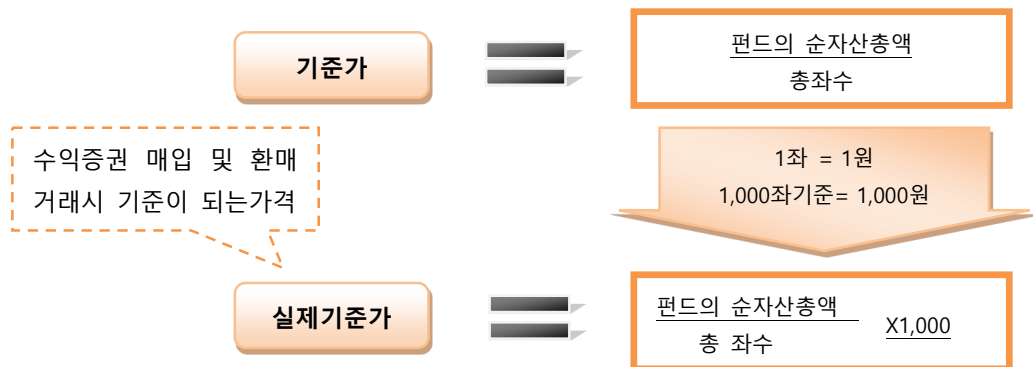 기준가
펀드의 순자산총액
총좌수
수익증권 매입 및 환매
거래시 기준이 되는가격
1좌 = 1원
1,000좌기준= 1,000원
실제기준가
펀드의 순자산총액
총 좌수
X1,000